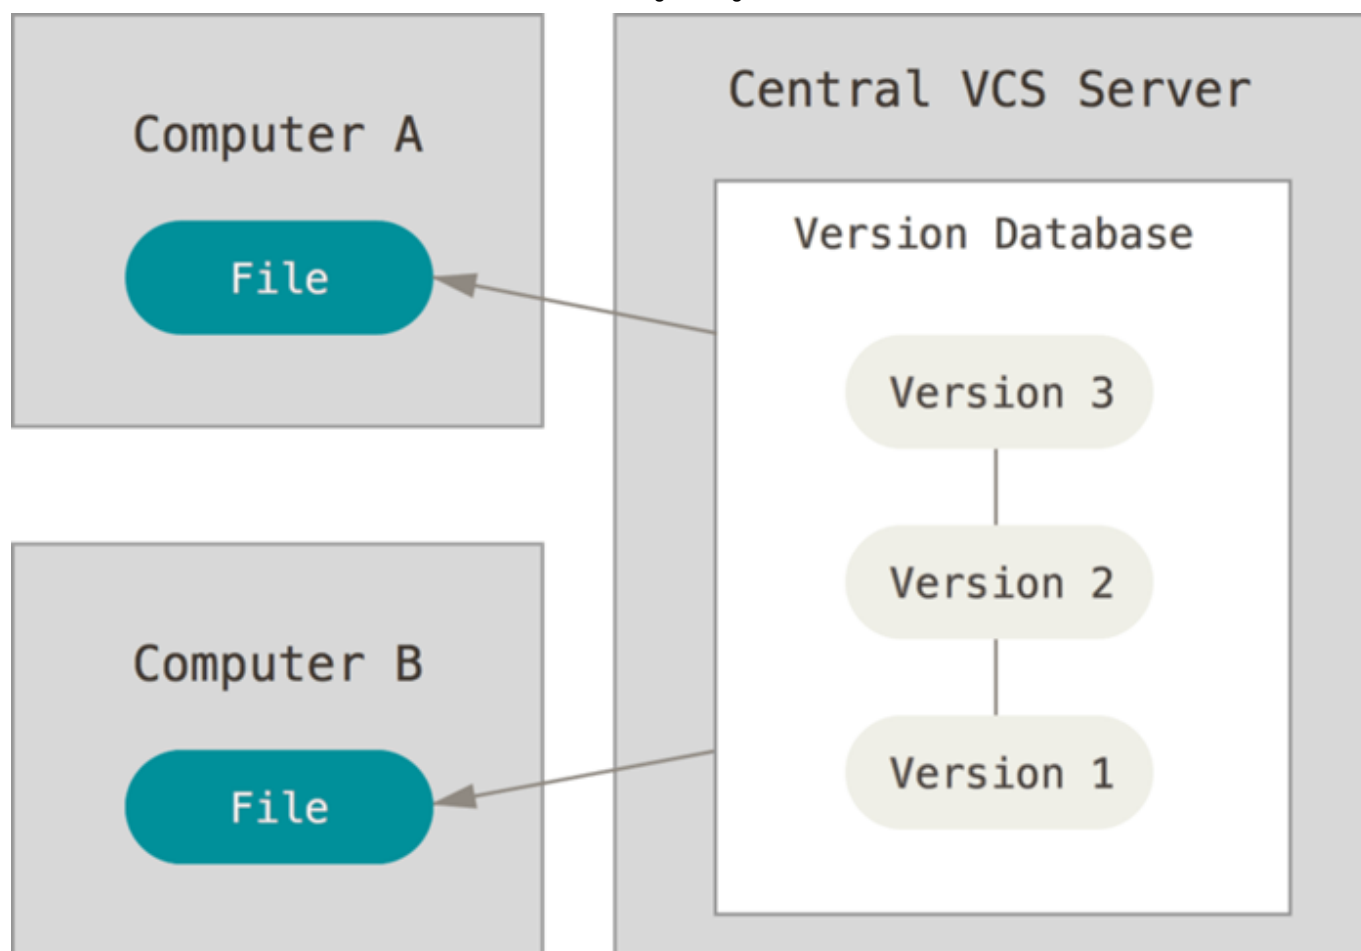 Computer A
File
Computer B
File
Central VCS Server
Version Database
Version 3
Version 2
Version 1